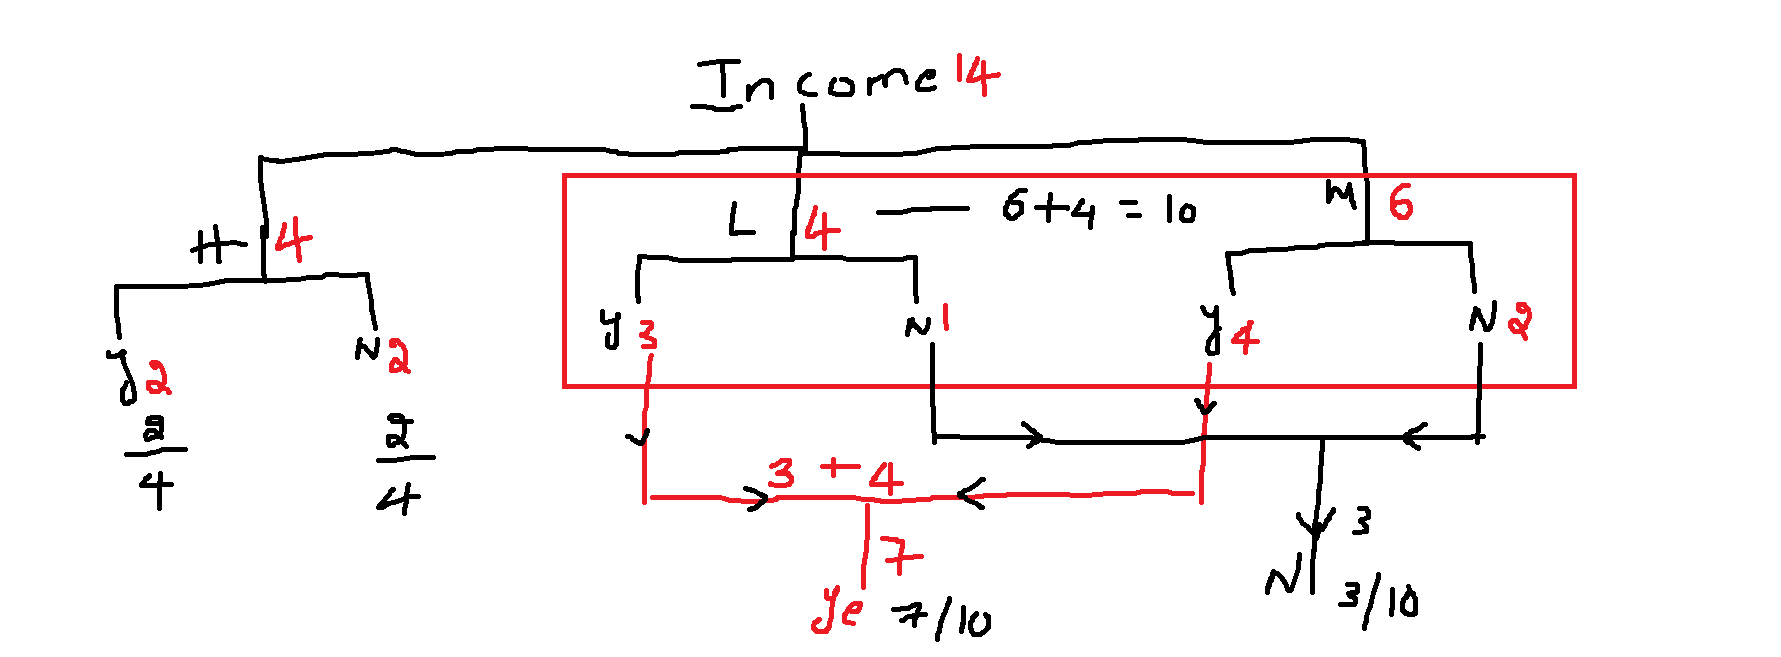 Income 14
H 4
L 4 — 6+4 = 10
M 6
y 2
N 2
y 3
N 1
y 4
N 2
2/4
2/4
3 + 4
7
ye 7/10
3
N 3/10